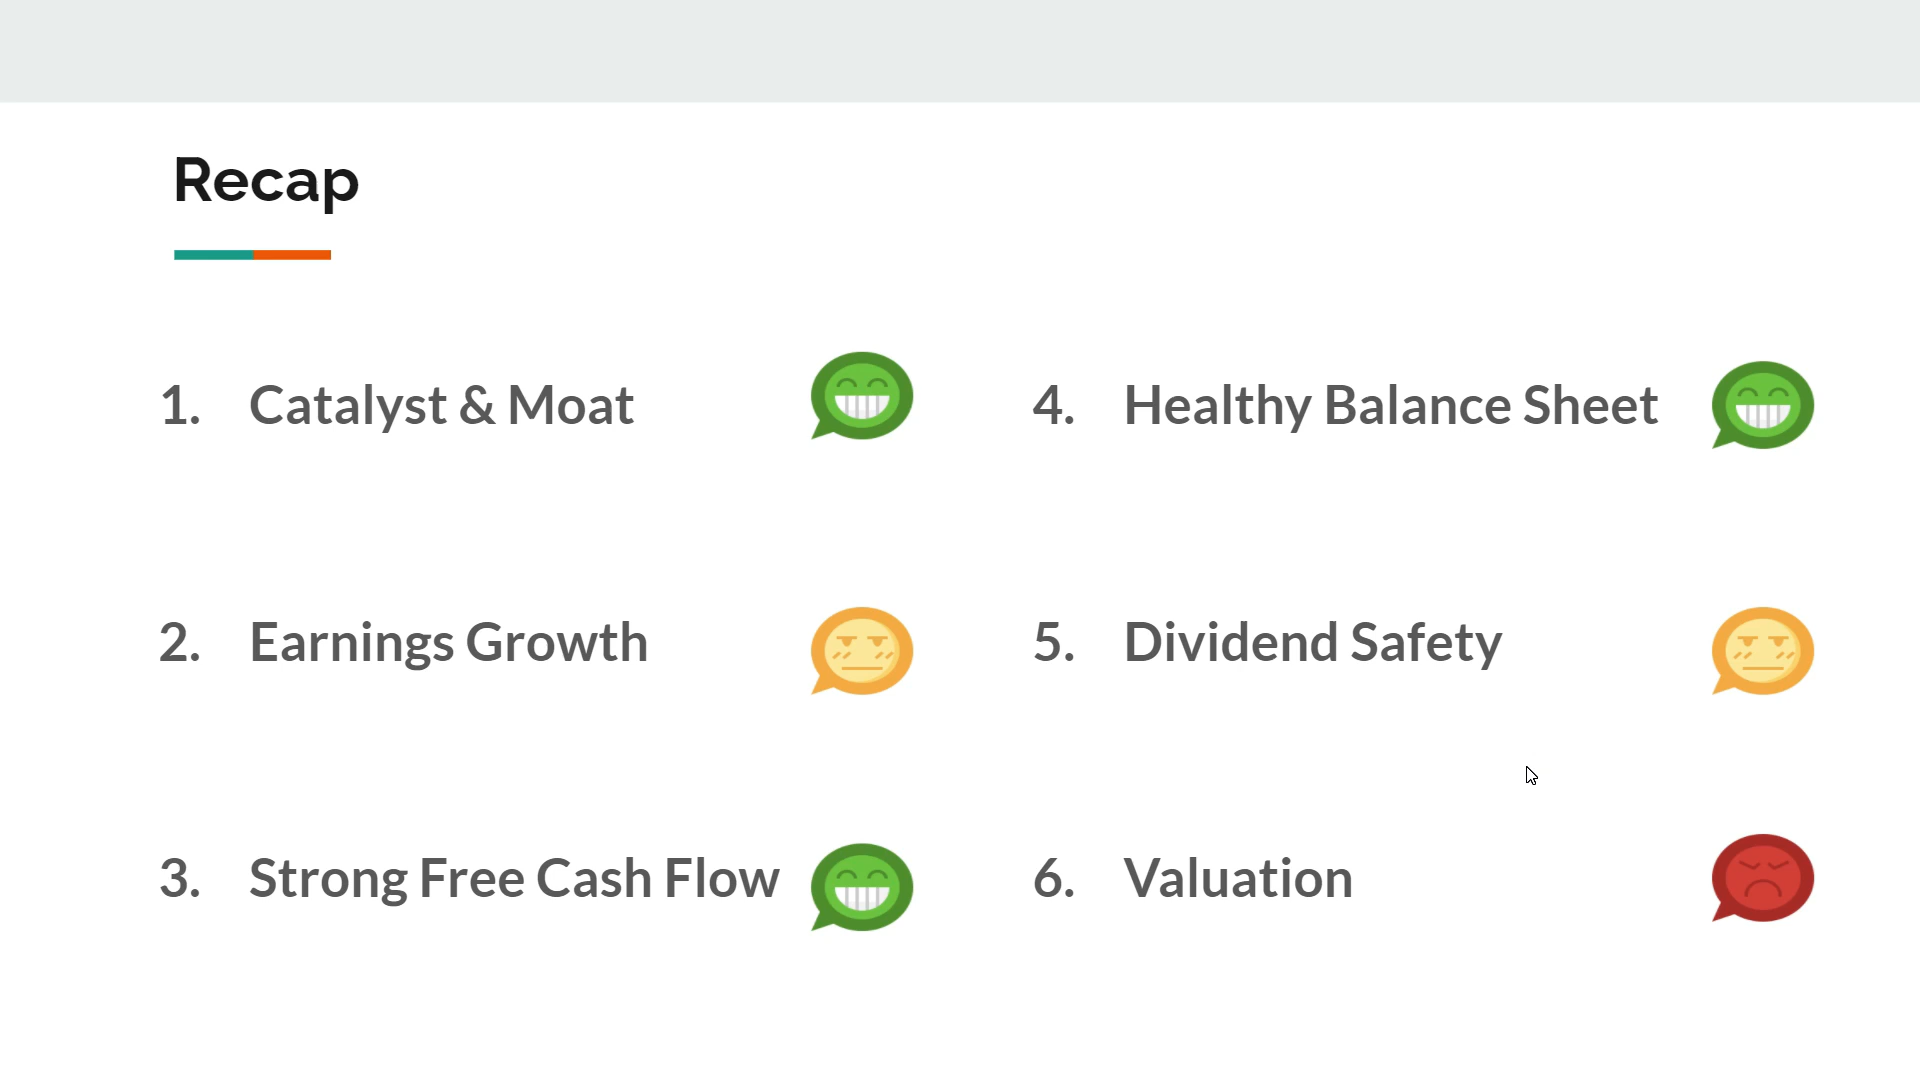 Recap
1. Catalyst & Moat
2. Earnings Growth
3. Strong Free Cash Flow
4. Healthy Balance Sheet
5. Dividend Safety
6. Valuation